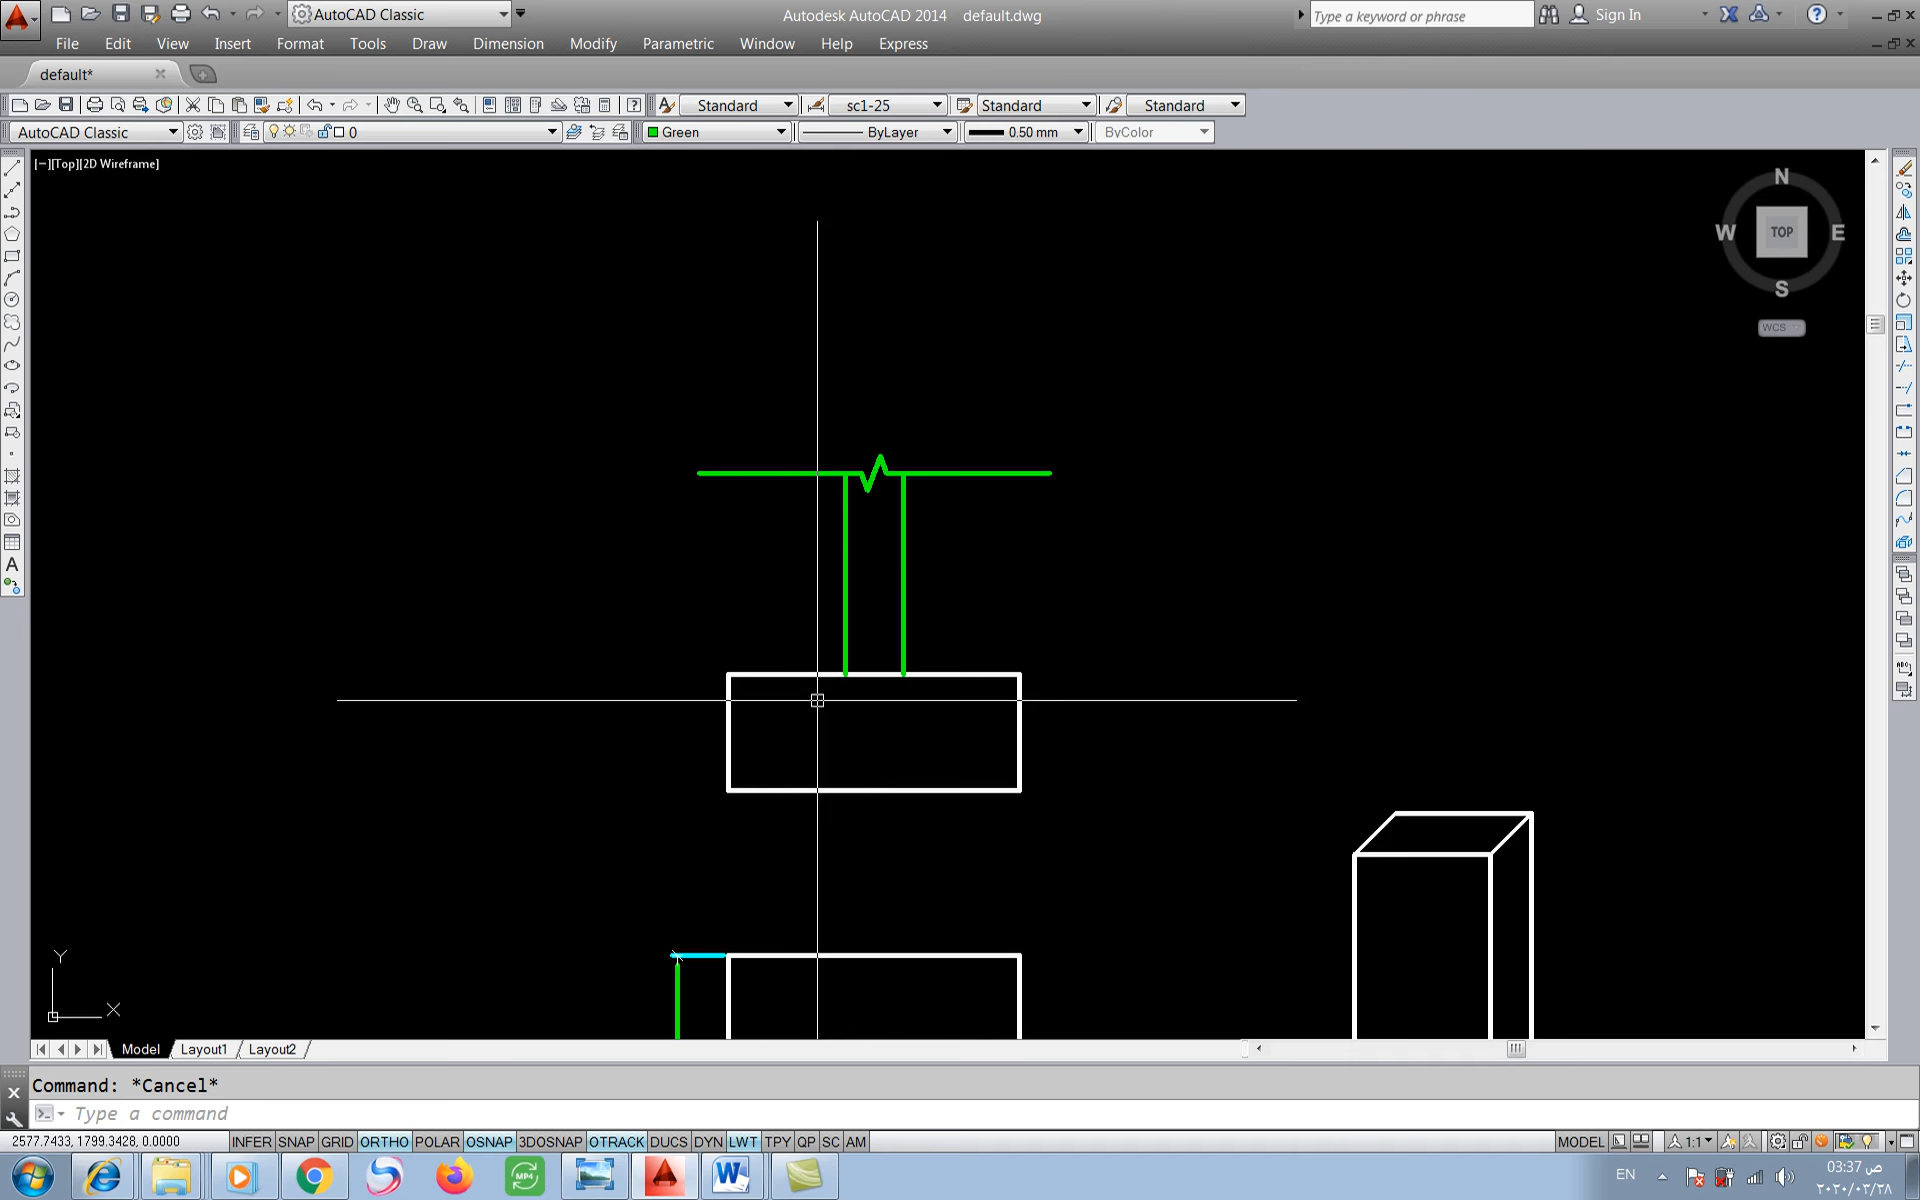 AutoCAD Classic
Autodesk AutoCAD 2014 default.dwg
Type a keyword or phrase
Sign In
File Edit View Insert Format Tools Draw Dimension Modify Parametric Window Help Express
default*
Standard sc1-25 Standard Standard
AutoCAD Classic 0 Green ByLayer 0.50 mm ByColor
[−][Top][2D Wireframe]
N
W TOP E
S
WCS
A
Y
X
Model Layout1 Layout2
Command: *Cancel*
Type a command
2577.7433, 1799.3428, 0.0000 INFER SNAP GRID ORTHO POLAR OSNAP 3DOSNAP OTRACK DUCS DYN LWT TPY QP SC AM MODEL 1:1
MP4
EN
03:37 ص
٢٠٢٠/٠٣/٢٨